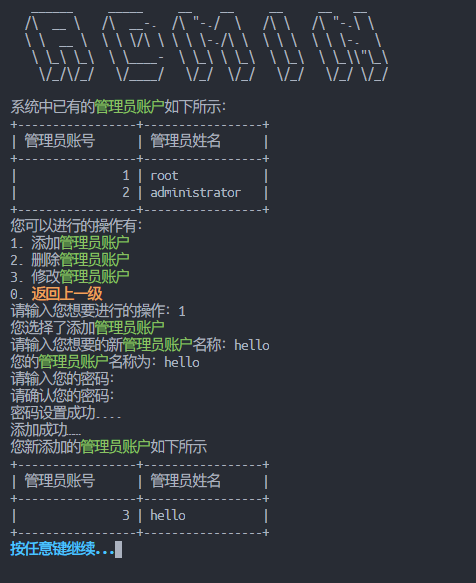 系统中已有的管理员账户如下所示:
+-----------------+-----------------+
| 管理员账号 | 管理员姓名 |
+-----------------+-----------------+
| 1 | root |
| 2 | administrator |
+-----------------+-----------------+
您可以进行的操作有:
1. 添加管理员账户
2. 删除管理员账户
3. 修改管理员账户
0. 返回上一级
请输入您想要进行的操作: 1
您选择了添加管理员账户
请输入您想要的新管理员账户名称: hello
您的管理员账户名称为: hello
请输入您的密码:
请确认您的密码:
密码设置成功....
添加成功……
您新添加的管理员账户如下所示
+-----------------+-----------------+
| 管理员账号 | 管理员姓名 |
+-----------------+-----------------+
| 3 | hello |
+-----------------+-----------------+
按任意键继续...